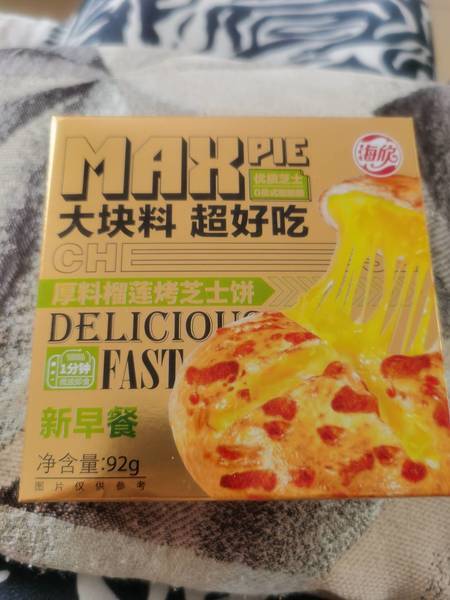 MAX PIE
海欣
优质芝士
大块料 超好吃
厚料榴莲烤芝士饼
DELICIOUS
FAST
1分钟
新早餐
净含量:92g
图片仅供参考